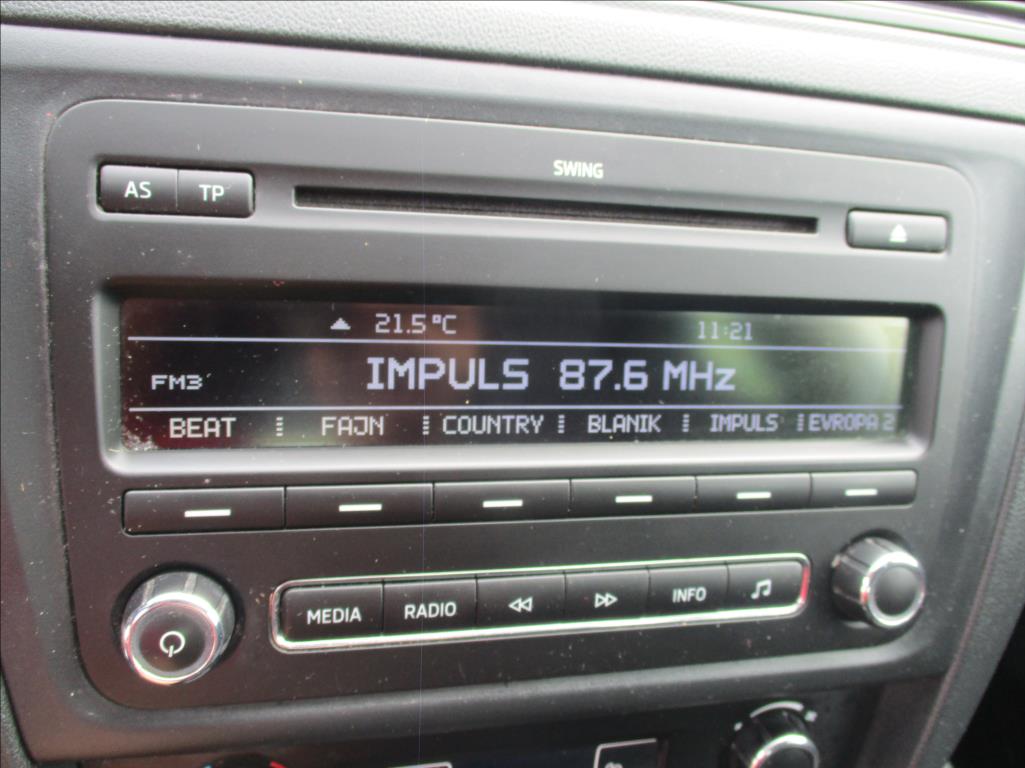 SWING
AS TP
21.5°C 11:21
FM3 IMPULS 87.6 MHz
BEAT FAJN COUNTRY BLANIK IMPULS EVROPA 2
MEDIA RADIO INFO